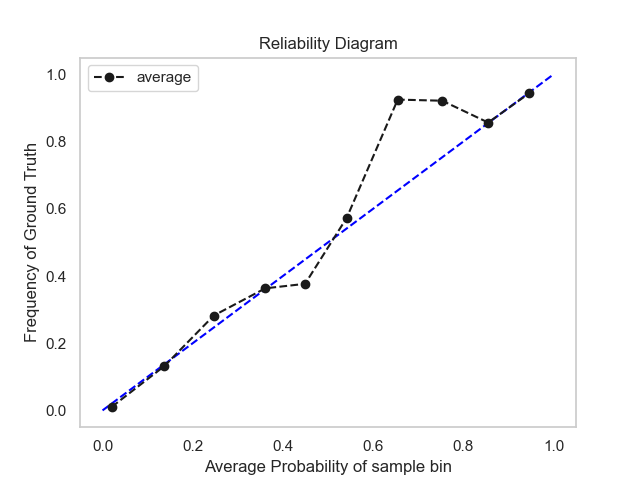 Reliability Diagram
average
1.0
0.8
0.6
0.4
0.2
0.0
Frequency of Ground Truth
0.0 0.2 0.4 0.6 0.8 1.0
Average Probability of sample bin